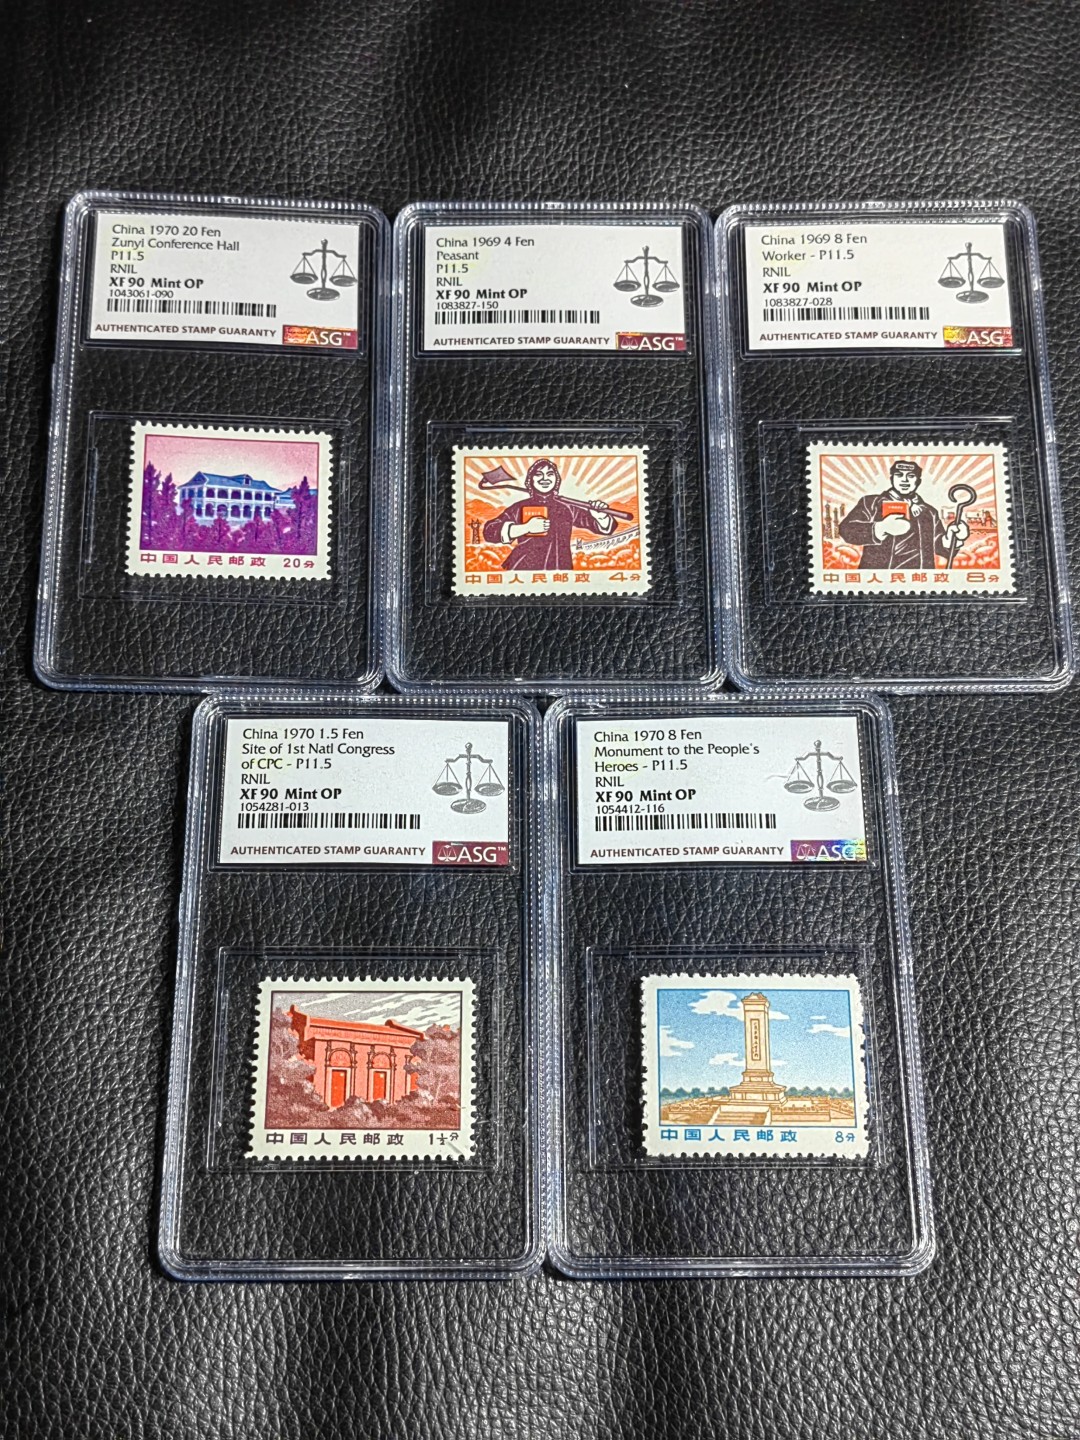 China 1970 20 Fen
Zunyi Conference Hall
P11.5
RNIL
XF 90 Mint OP
1043061-090
AUTHENTICATED STAMP GUARANTY
ASG™
中国人民邮政 20分
China 1969 4 Fen
Peasant
P11.5
RNIL
XF 90 Mint OP
1083827-150
AUTHENTICATED STAMP GUARANTY
ASG™
中国人民邮政 4分
China 1969 8 Fen
Worker - P11.5
RNIL
XF 90 Mint OP
1083827-028
AUTHENTICATED STAMP GUARANTY
ASG™
中国人民邮政 8分
China 1970 1.5 Fen
Site of 1st Natl Congress
of CPC - P11.5
RNIL
XF 90 Mint OP
1054281-013
AUTHENTICATED STAMP GUARANTY
ASG™
中国人民邮政 1½分
China 1970 8 Fen
Monument to the People's
Heroes - P11.5
RNIL
XF 90 Mint OP
1054412-116
AUTHENTICATED STAMP GUARANTY
ASG
中国人民邮政 8分